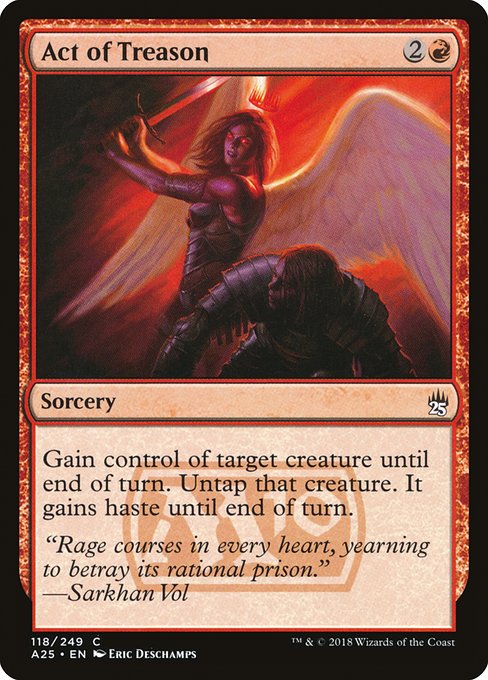 Act of Treason 2
Sorcery
25
Gain control of target creature until
end of turn. Untap that creature. It
gains haste until end of turn.
“Rage courses in every heart, yearning
to betray its rational prison.”
—Sarkhan Vol
118/249 C
A25 • EN Eric Deschamps
™ & © 2018 Wizards of the Coast